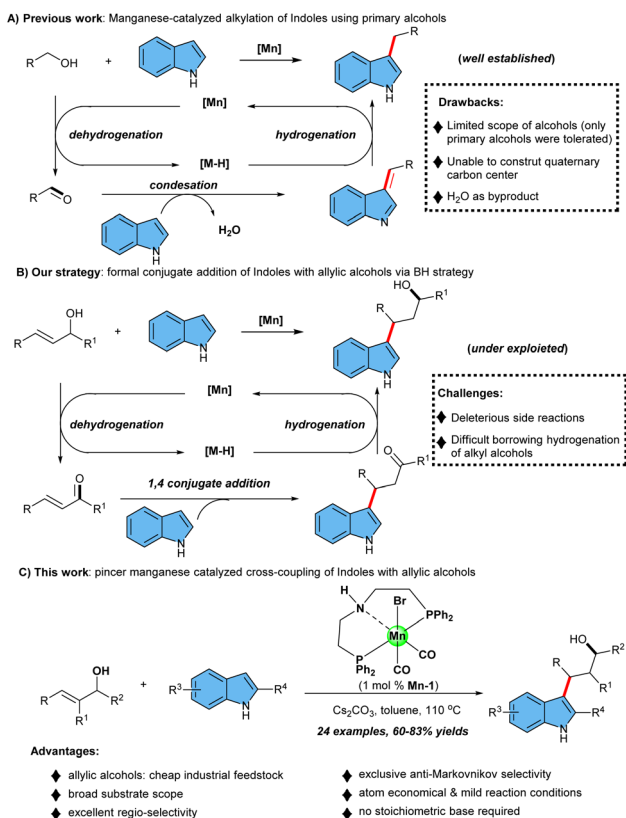 A) Previous work: Manganese-catalyzed alkylation of Indoles using primary alcohols
R OH + N H [Mn] R N H (well established)
[Mn]
dehydrogenation hydrogenation
[M-H]
Drawbacks:
Limited scope of alcohols (only
primary alcohols were tolerated)
Unable to construt quaternary
carbon center
H2O as byproduct
R O condesation R N
N H H2O
B) Our strategy: formal conjugate addition of Indoles with allylic alcohols via BH strategy
OH R R1 + N H [Mn] HO R1 R N H
(under exploieted)
[Mn]
dehydrogenation hydrogenation
[M-H]
Challenges:
Deleterious side reactions
Difficult borrowing hydrogenation
of alkyl alcohols
O R R1 1,4 conjugate addition O R1 R N H
N H
C) This work: pincer manganese catalyzed cross-coupling of Indoles with allylic alcohols
H N Br PPh2
Mn
P Ph2 CO CO
OH R R2 R1 + R3 R4 N H
(1 mol % Mn-1)
Cs2CO3, toluene, 110 oC
24 examples, 60-83% yields
HO R2 R R1 R3 R4 N H
Advantages:
allylic alcohols: cheap industrial feedstock
broad substrate scope
excellent regio-selectivity
exclusive anti-Markovnikov selectivity
atom economical & mild reaction conditions
no stoichiometric base required